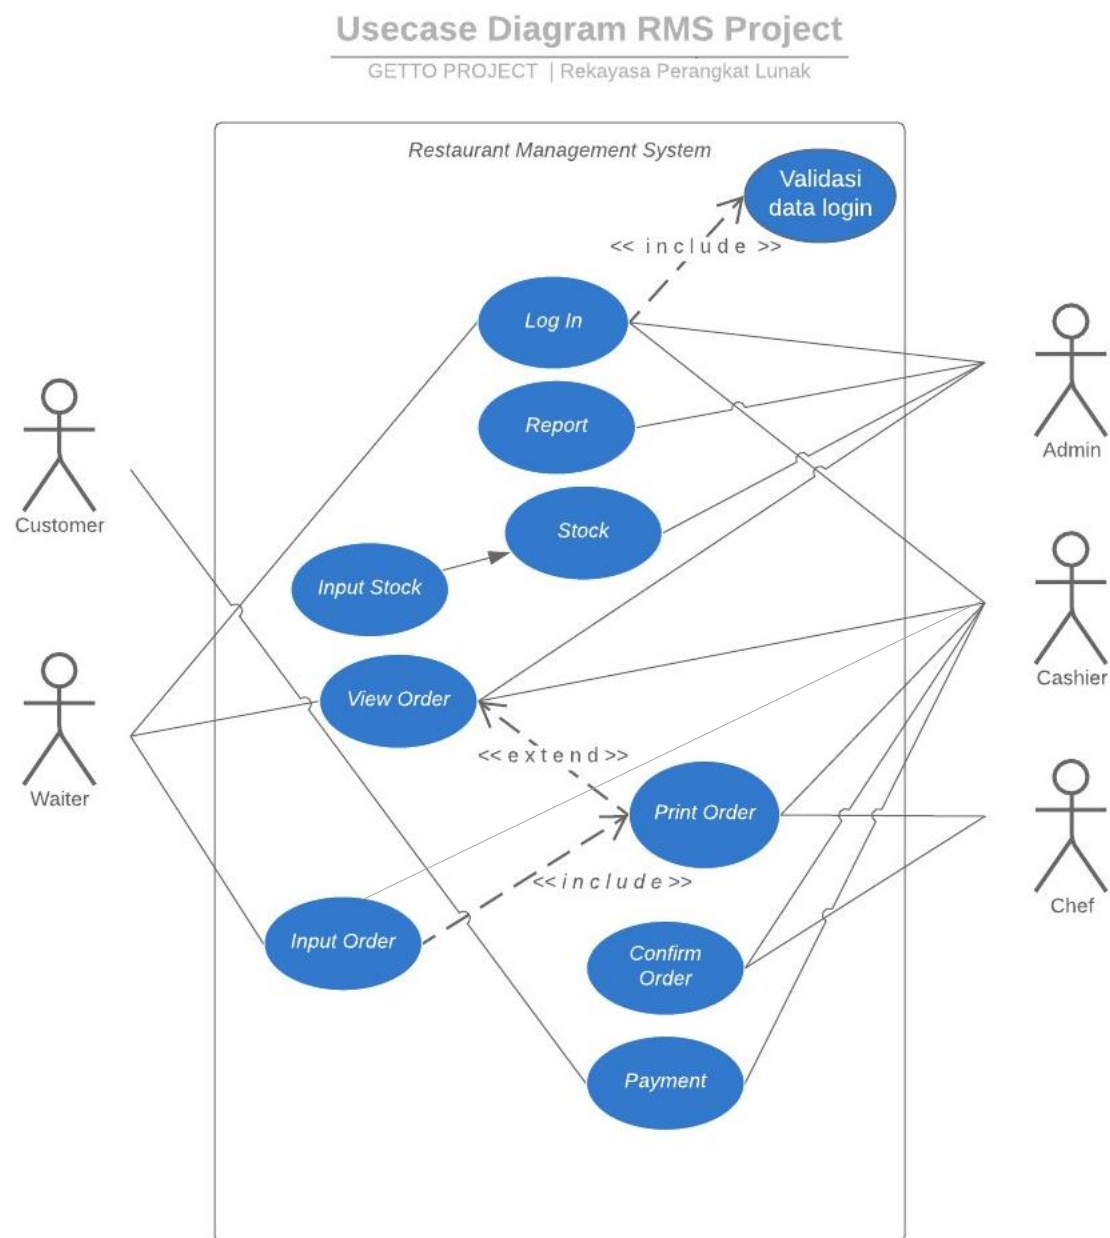 Usecase Diagram RMS Project
GETTO PROJECT | Rekayasa Perangkat Lunak
Restaurant Management System
Validasi
data login
<< include >>
Log In
Report
Stock
Input Stock
View Order
<<extend>>
Print Order
<<include>>
Input Order
Confirm
Order
Payment
Customer
Waiter
Admin
Cashier
Chef